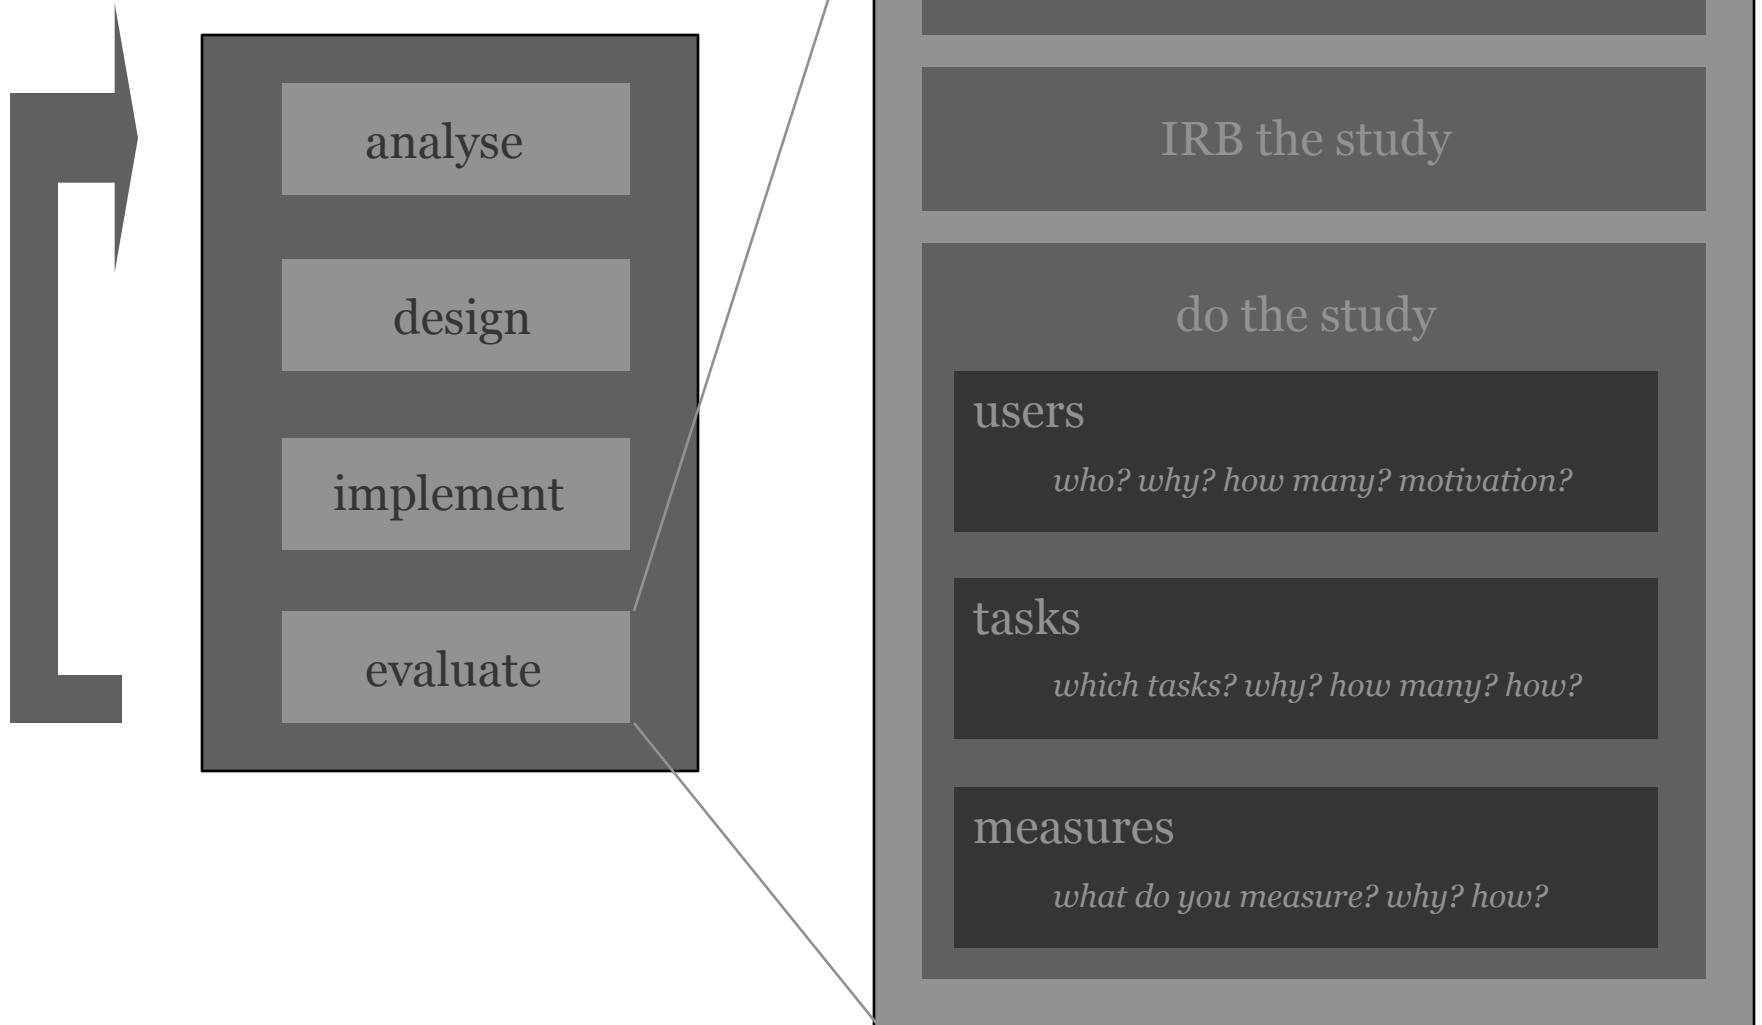 analyse
design
implement
evaluate
IRB the study
do the study
users
who? why? how many? motivation?
tasks
which tasks? why? how many? how?
measures
what do you measure? why? how?